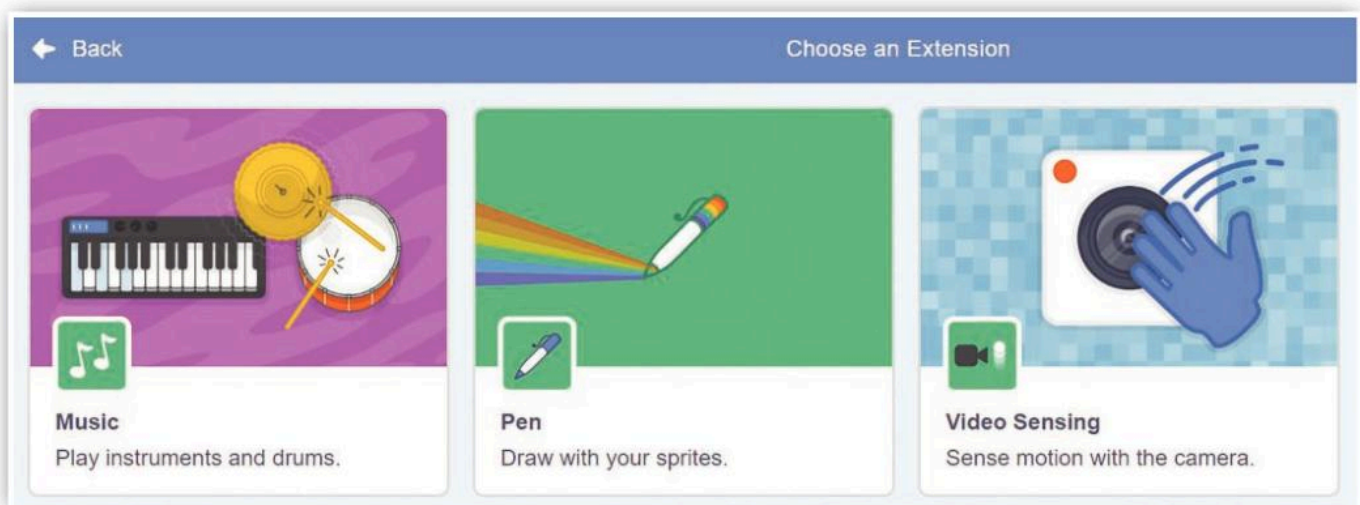 Back
Choose an Extension
Music
Play instruments and drums.
Pen
Draw with your sprites.
Video Sensing
Sense motion with the camera.